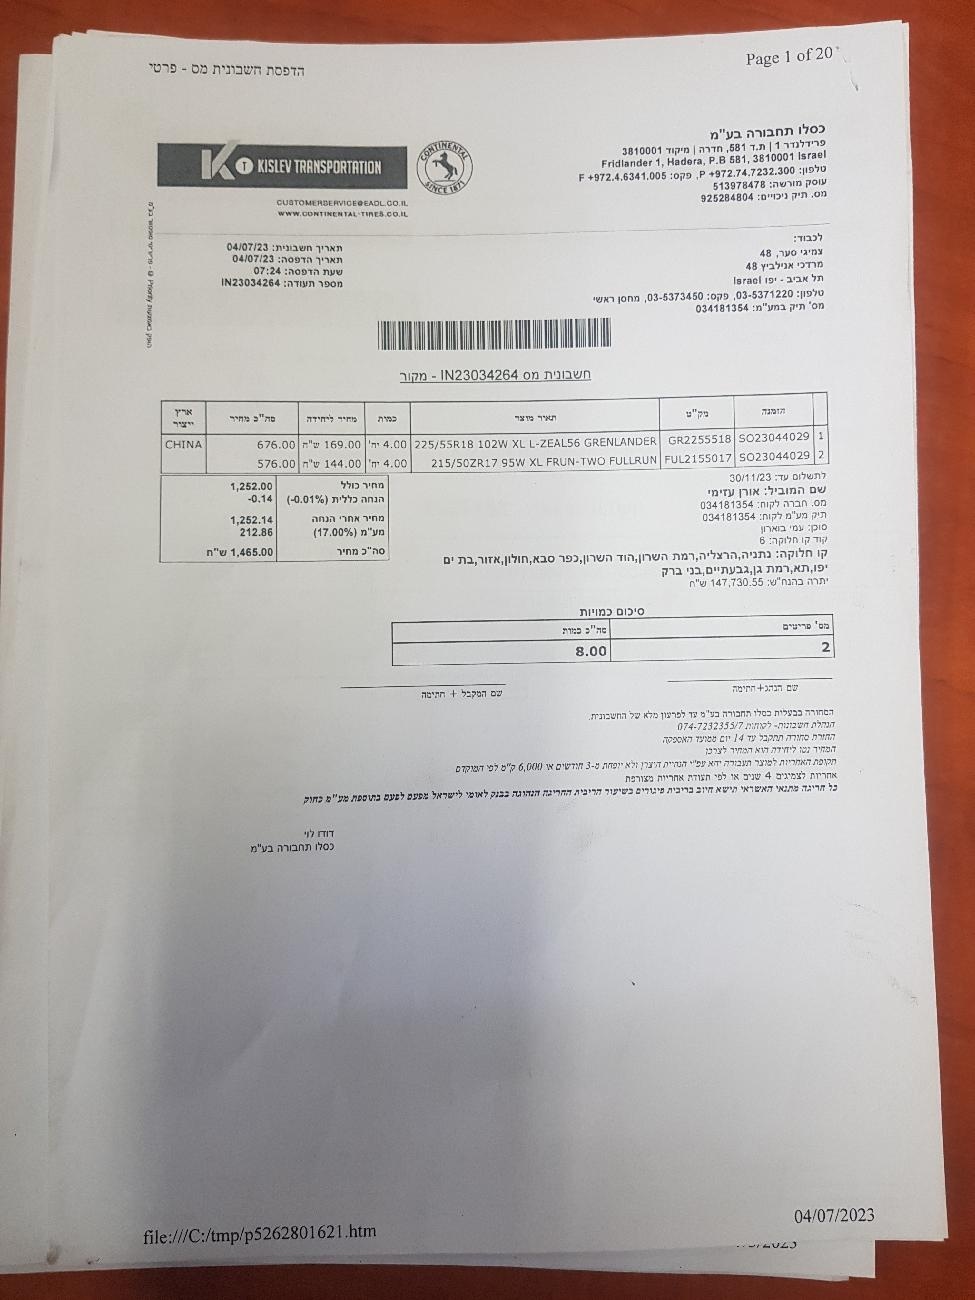 הדפסת חשבונית מס - פרטי
Page 1 of 20
כסלו תחבורה בע"מ
פרידלנדר 1 | ת.ד 581, חדרה | מיקוד 3810001
Fridlander 1, Hadera, P.B 581, 3810001 Israel
טלפון: P +972.74.7232.300, פקס: F +972.4.6341.005
עוסק מורשה: 513978478
מס. תיק ניכויים: 925284804
KISLEV TRANSPORTATION
CONTINENTAL
SINCE 1871
CUSTOMERSERVICE@EADL.CO.IL
WWW.CONTINENTAL-TIRES.CO.IL
לכבוד:
צמיגי סער, 48
מרדכי אנילביץ 48
תל אביב - יפו Israel
טלפון: 03-5371220, פקס: 03-5373450, מחסן ראשי
מס' תיק במע"מ: 034181354
תאריך חשבונית: 04/07/23
תאריך הדפסה: 04/07/23
שעת הדפסה: 07:24
מספר תעודה: IN23034264
חשבונית מס IN23034264 - מקור
הזמנה מק"ט תאיר מוצר כמות מחיר ליחידה סה"כ מחיר ארץ ייצור
1 SO23044029 GR2255518 225/55R18 102W XL L-ZEAL56 GRENLANDER 4.00 יח' 169.00 ש"ח 676.00 CHINA
2 SO23044029 FUL2155017 215/50ZR17 95W XL FRUN-TWO FULLRUN 4.00 יח' 144.00 ש"ח 576.00
מחיר כולל 1,252.00
הנחה כללית (-0.01%) -0.14
מחיר אחרי הנחה 1,252.14
מע"מ (17.00%) 212.86
סה"כ מחיר 1,465.00 ש"ח
לתשלום עד: 30/11/23
שם המוביל: אורן עזימי
מס. חברה לקוח: 034181354
תיק מע"מ לקוח: 034181354
סוכן: עמי בוארון
קוד קו חלוקה: 6
קו חלוקה: נתניה,הרצליה,רמת השרון,הוד השרון,כפר סבא,חולון,אזור,בת ים
יפו,תא,רמת גן,גבעתיים,בני ברק
יתרה בהנח"ש: 147,730.55 ש"ח
סיכום כמויות
מס' פריטים סה"כ כמות
2 8.00
שם הנהג+חתימה
שם המקבל + חתימה
הסחורה בבעלות כסלו תחבורה בע"מ עד לפרעון מלא של החשבונית.
הנהלת חשבונות- לקוחות 074-7232355/7
החזרת סחורה תתקבל עד 14 יום ממועד האספקה
המחיר נטו ליחידה הוא המחיר לצרכן
תקופת האחריות למוצר תעבורה יהא עפ"י הנחיית היצרן ולא יופחת מ-3 חודשים או 6,000 ק"מ לפי המוקדם
אחריות לצמיגים 4 שנים או לפי תעודת אחריות מצורפת
כל חריגה מתנאי האשראי תישא חיוב בריבית פיגורים בשיעור הריבית החריגה הנהוגה בבנק לאומי לישראל מפעם לפעם בתוספת מע"מ כחוק
דודו לוי
כסלו תחבורה בע"מ
file:///C:/tmp/p5262801621.htm
04/07/2023